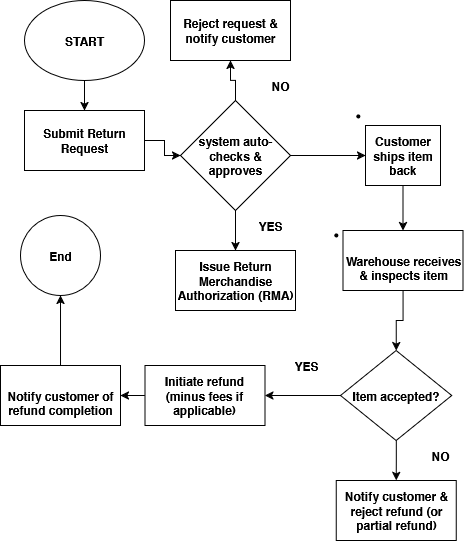 START
Reject request &
notify customer
NO
Submit Return
Request
system auto-
checks &
approves
Customer
ships item
back
YES
Issue Return
Merchandise
Authorization (RMA)
Warehouse receives
& inspects item
End
YES
Item accepted?
Initiate refund
(minus fees if
applicable)
Notify customer of
refund completion
NO
Notify customer &
reject refund (or
partial refund)